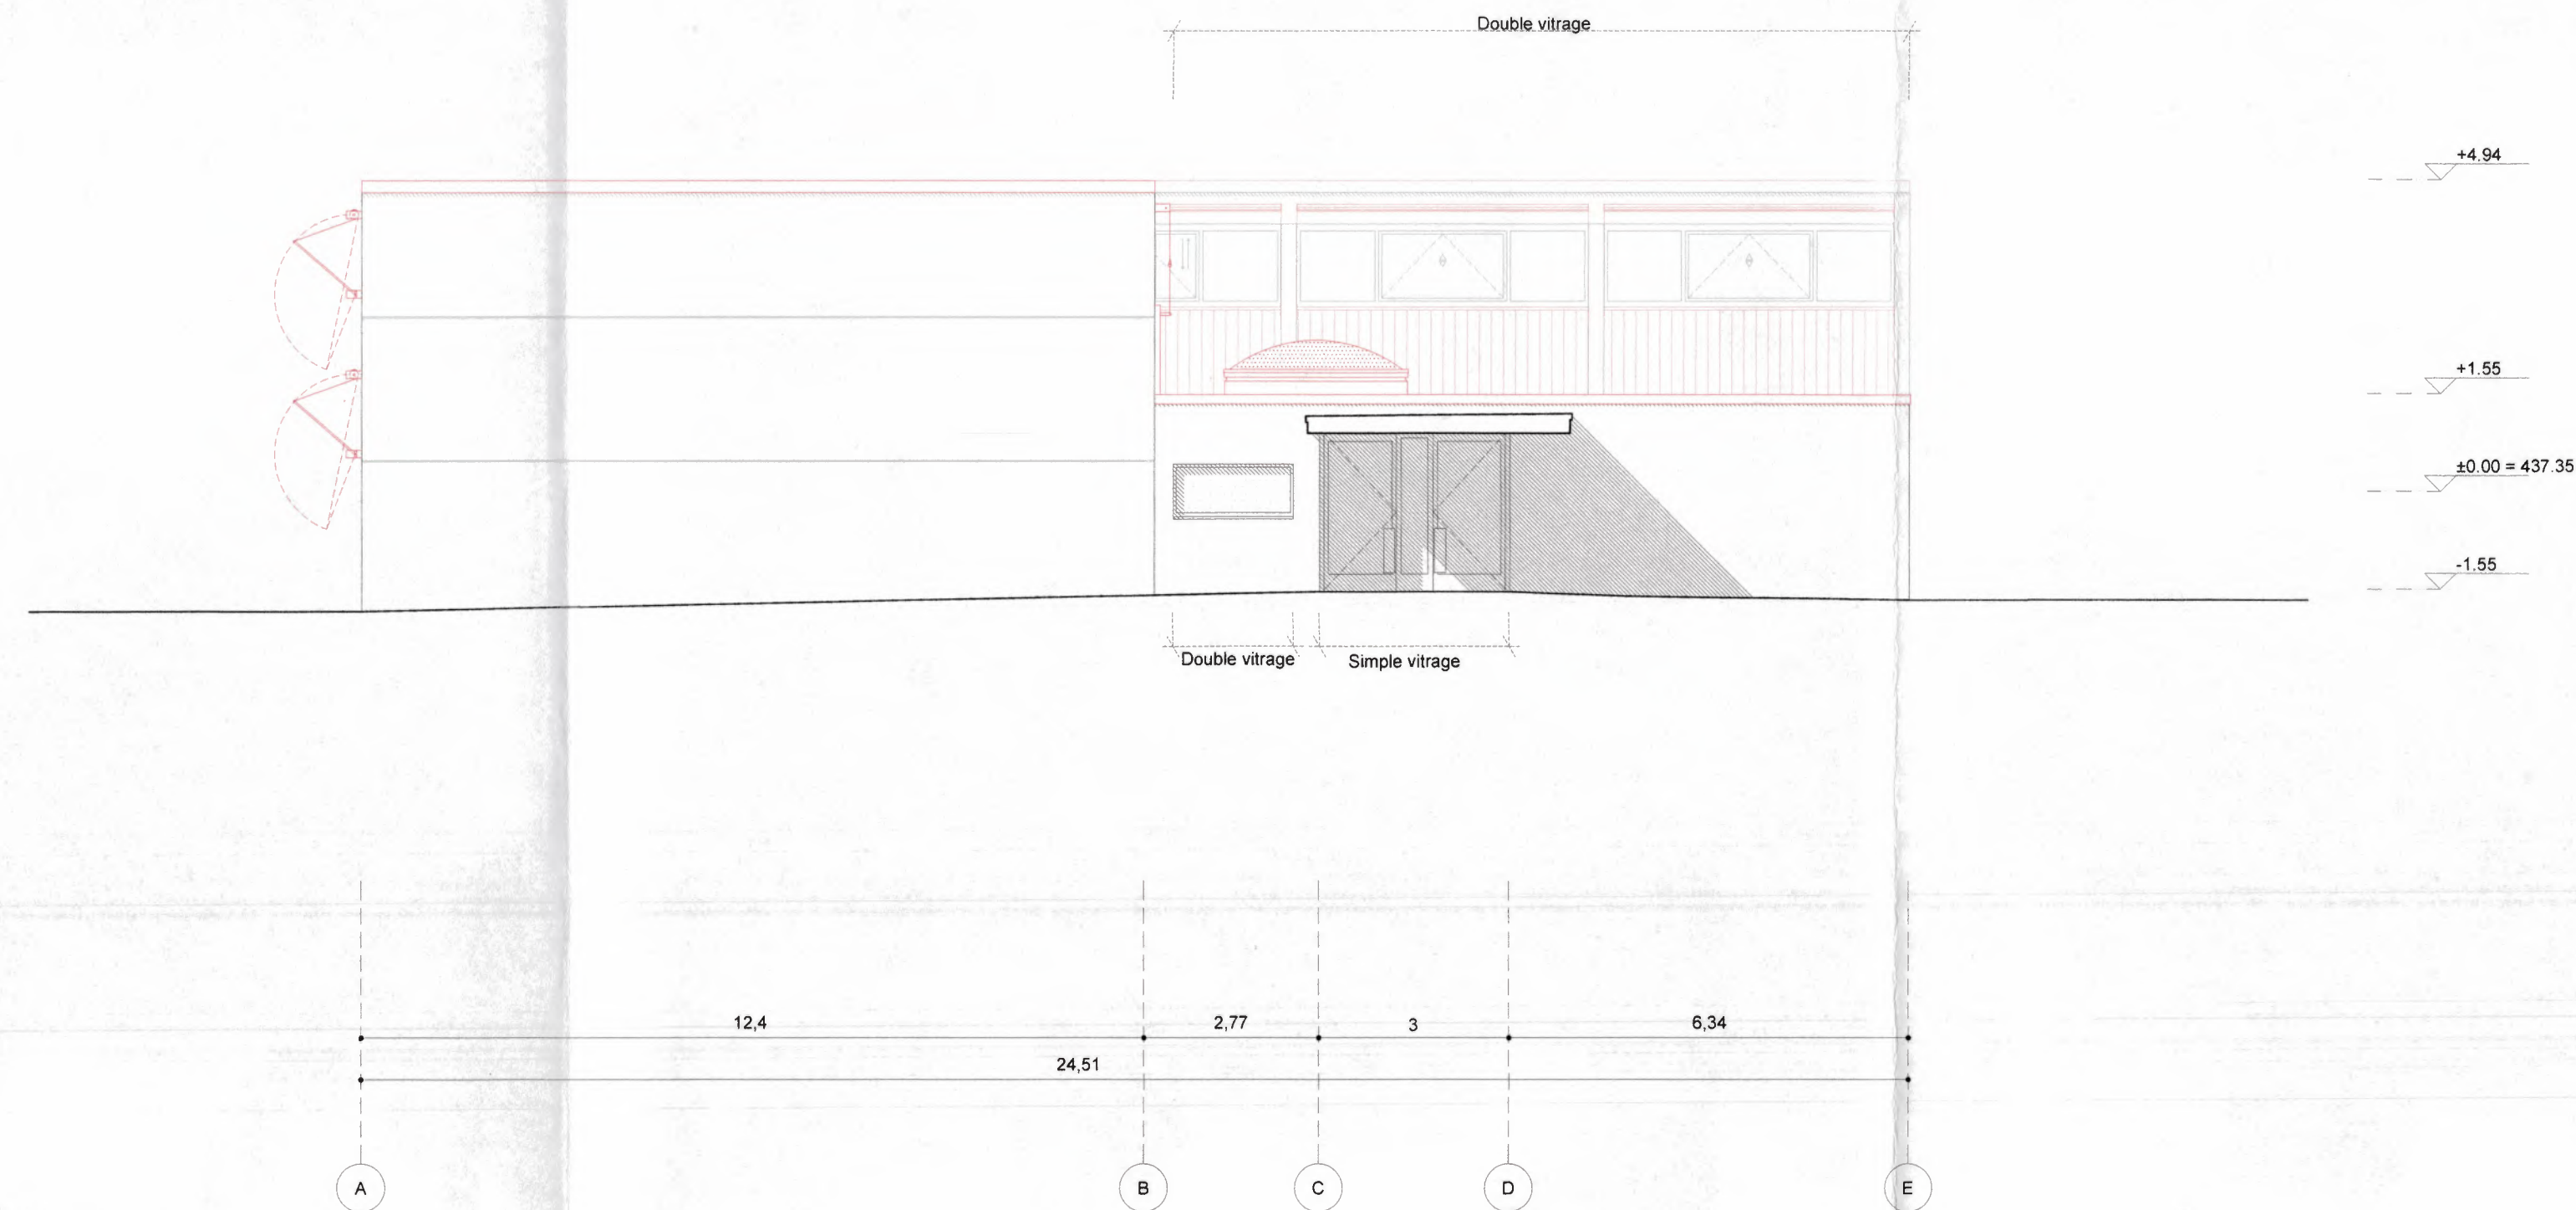 Double vitrage
+4.94
+1.55
±0.00 = 437.35
-1.55
Double vitrage
Simple vitrage
12,4
2,77
3
6,34
24,51
A
B
C
D
E